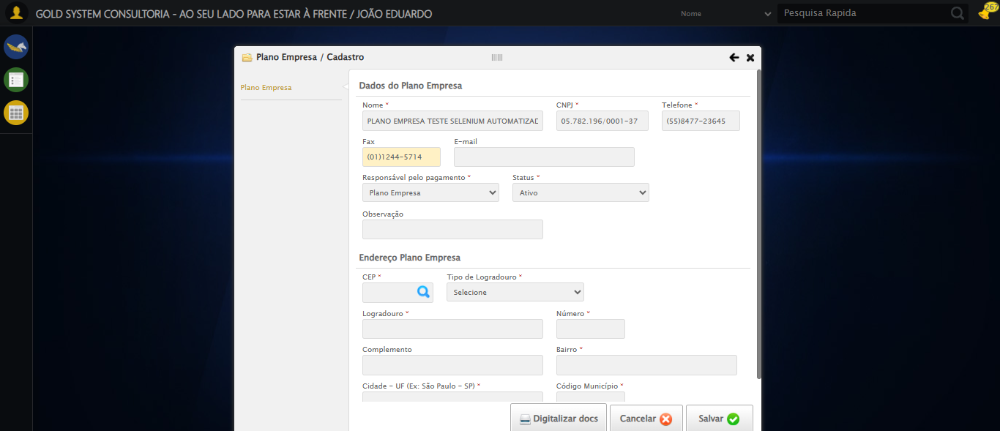 GOLD SYSTEM CONSULTORIA - AO SEU LADO PARA ESTAR À FRENTE / JOÃO EDUARDO
Nome
Pesquisa Rapida
267
Plano Empresa / Cadastro
Plano Empresa
Dados do Plano Empresa
Nome * CNPJ * Telefone *
PLANO EMPRESA TESTE SELENIUM AUTOMATIZAD 05.782.196/0001-37 (55)8477-23645
Fax E-mail
(01)1244-5714
Responsável pelo pagamento * Status *
Plano Empresa Ativo
Observação
Endereço Plano Empresa
CEP * Tipo de Logradouro *
Selecione
Logradouro * Número *
Complemento Bairro *
Cidade - UF (Ex: São Paulo - SP) * Código Município *
Digitalizar docs Cancelar Salvar